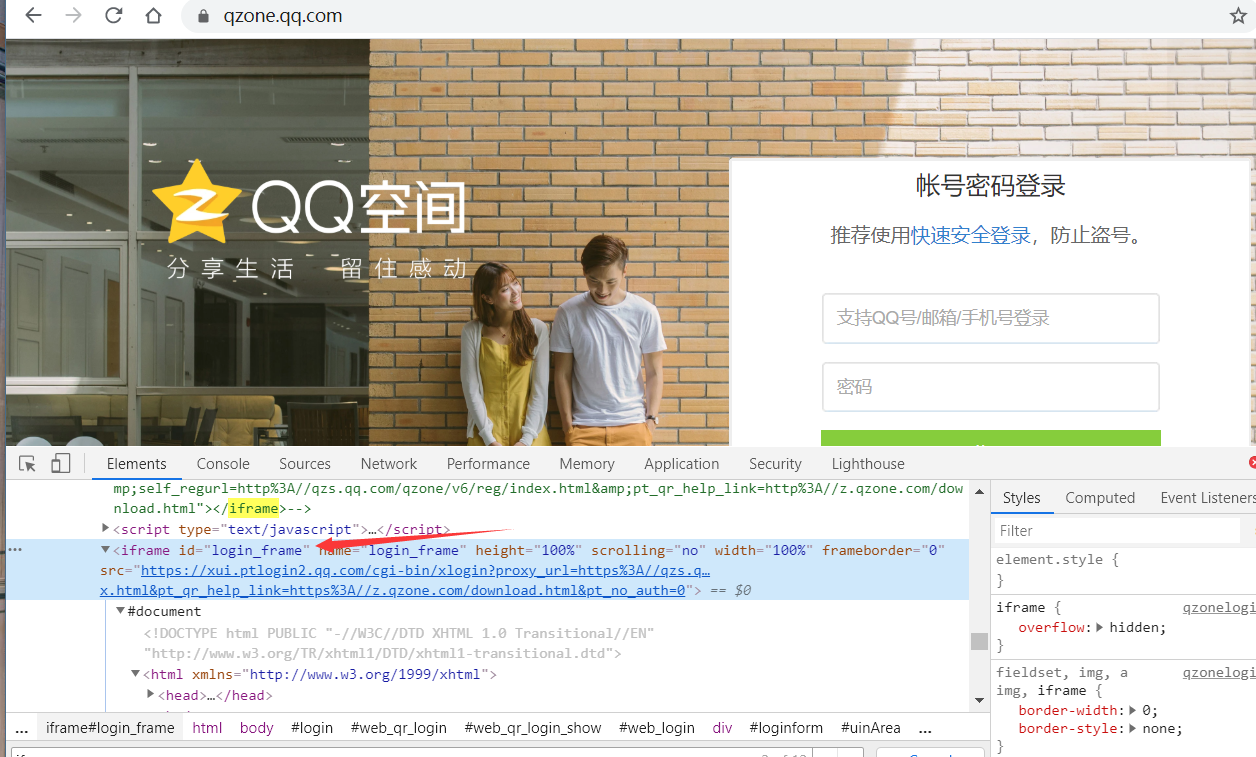 qzone.qq.com
QQ空间
分享生活 留住感动
帐号密码登录
推荐使用快速安全登录，防止盗号。
支持QQ号/邮箱/手机号登录
密码
Elements Console Sources Network Performance Memory Application Security Lighthouse
mp;self_regurl=http%3A//qzs.qq.com/qzone/v6/reg/index.html&amp;pt_qr_help_link=http%3A//z.qzone.com/dow
nload.html"></iframe>-->
<script type="text/javascript">…</script>
<iframe id="login_frame" name="login_frame" height="100%" scrolling="no" width="100%" frameborder="0"
src="https://xui.ptlogin2.qq.com/cgi-bin/xlogin?proxy_url=https%3A//qzs.q…
x.html&pt_qr_help_link=https%3A//z.qzone.com/download.html&pt_no_auth=0"> == $0
#document
<!DOCTYPE html PUBLIC "-//W3C//DTD XHTML 1.0 Transitional//EN"
"http://www.w3.org/TR/xhtml1/DTD/xhtml1-transitional.dtd">
<html xmlns="http://www.w3.org/1999/xhtml">
<head>…</head>
... iframe#login_frame html body #login #web_qr_login #web_qr_login_show #web_login div #loginform #uinArea ...
Styles Computed Event Listeners
Filter
element.style {
}
iframe { qzonelogi
overflow: hidden;
}
fieldset, img, a qzonelogi
img, iframe {
border-width: 0;
border-style: none;
}